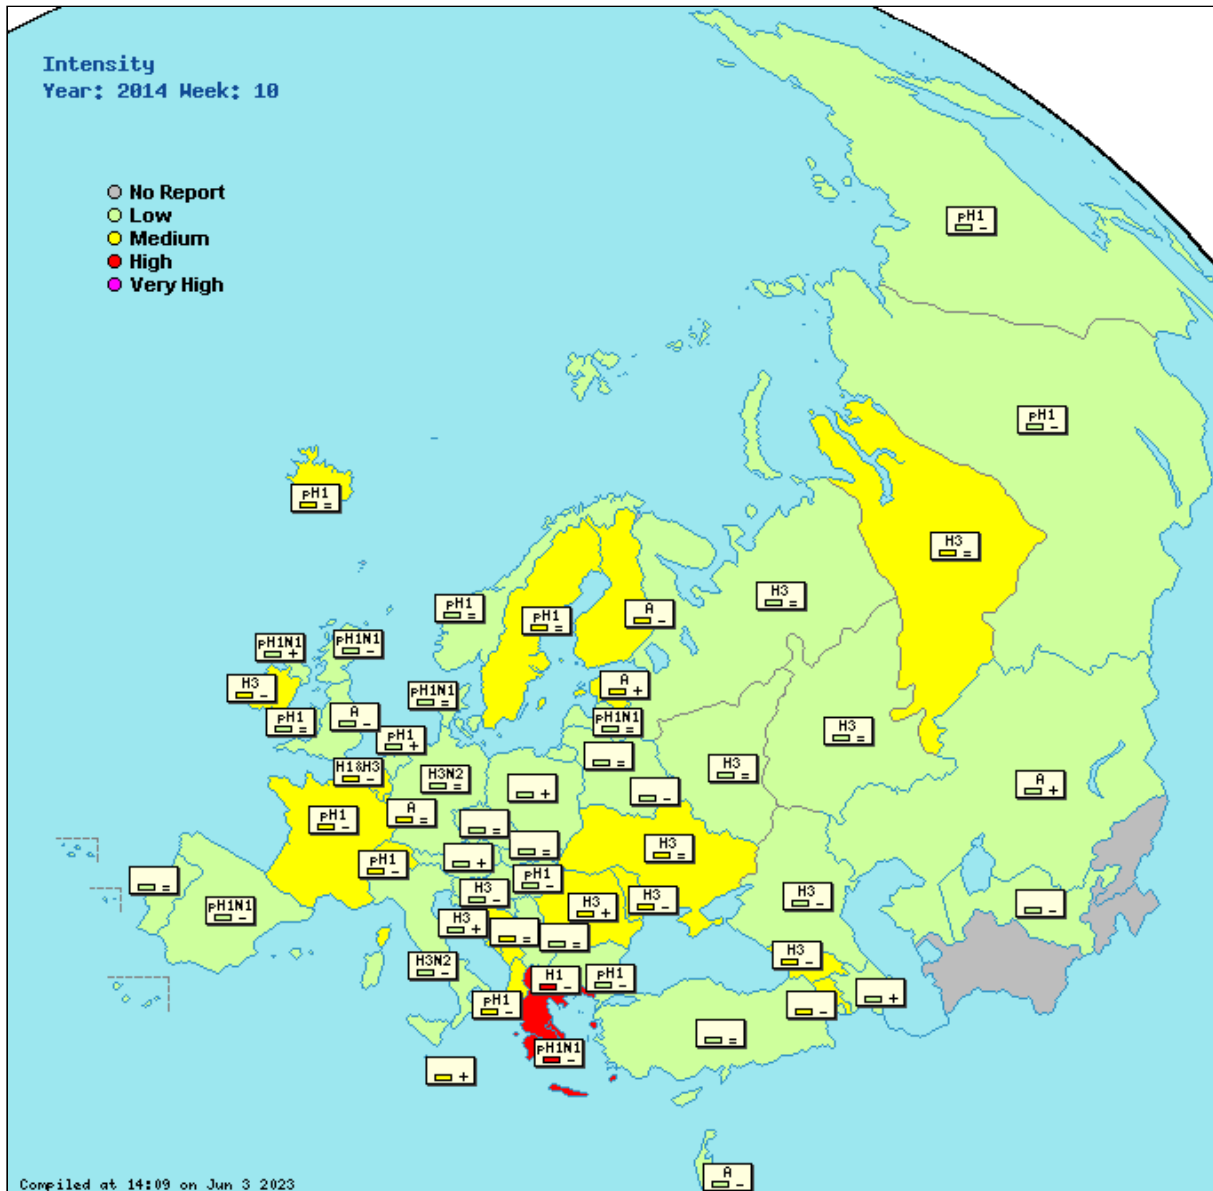 Intensity
Year: 2014 Week: 10
No Report
Low
Medium
High
Very High
pH1
-
pH1
-
pH1
=
H3
=
H3
=
pH1
=
pH1
=
A
-
pH1N1
+
pH1N1
-
H3
-
pH1N1
=
A
+
pH1
=
A
-
pH1N1
=
pH1
+
H3
=
=
H1&H3
-
H3N2
=
H3
=
+
-
A
+
A
=
pH1
-
=
=
H3
=
+
pH1
-
=
pH1
-
H3
-
H3
-
H3
-
-
pH1N1
-
H3
+
H3
+
=
=
H3
-
H3N2
-
H1
-
pH1
-
+
pH1
-
-
=
pH1N1
-
+
A
-
Compiled at 14:09 on Jun 3 2023